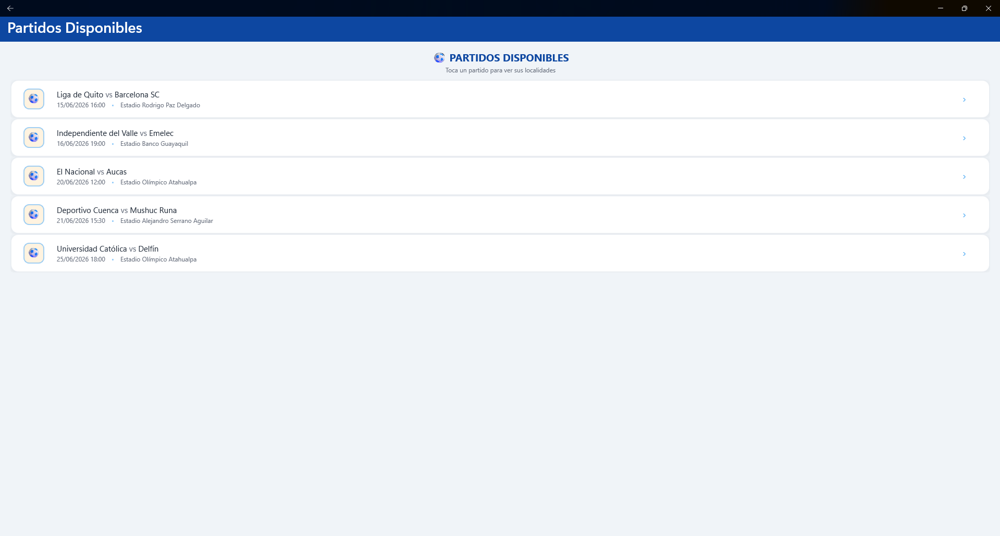 Partidos Disponibles
PARTIDOS DISPONIBLES
Toca un partido para ver sus localidades
Liga de Quito vs Barcelona SC
15/06/2026 16:00 • Estadio Rodrigo Paz Delgado
Independiente del Valle vs Emelec
16/06/2026 19:00 • Estadio Banco Guayaquil
El Nacional vs Aucas
20/06/2026 12:00 • Estadio Olímpico Atahualpa
Deportivo Cuenca vs Mushuc Runa
21/06/2026 15:30 • Estadio Alejandro Serrano Aguilar
Universidad Católica vs Delfín
25/06/2026 18:00 • Estadio Olímpico Atahualpa